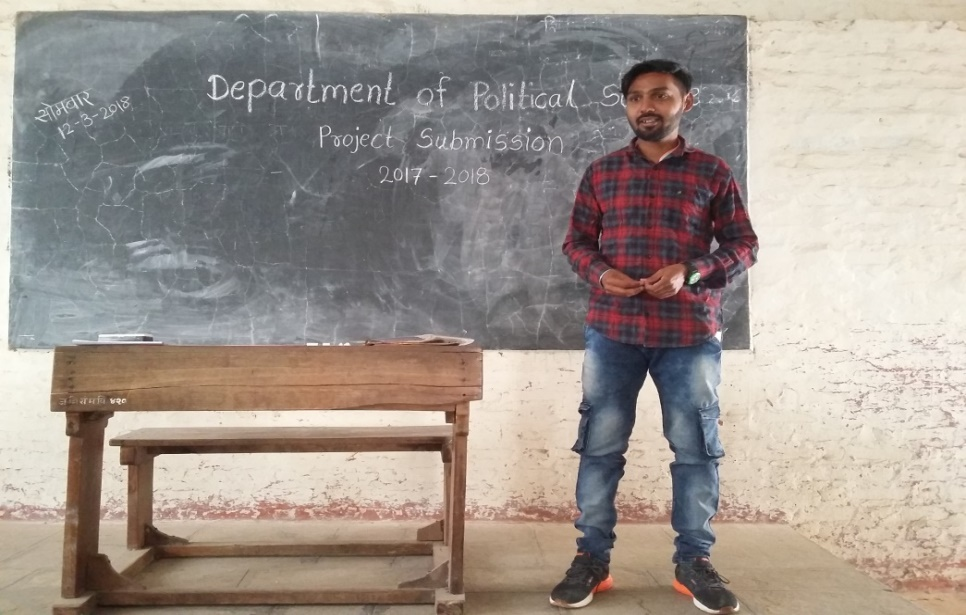 सोमवार
12-3-2018
Department of Political
Project Submission
2017-2018